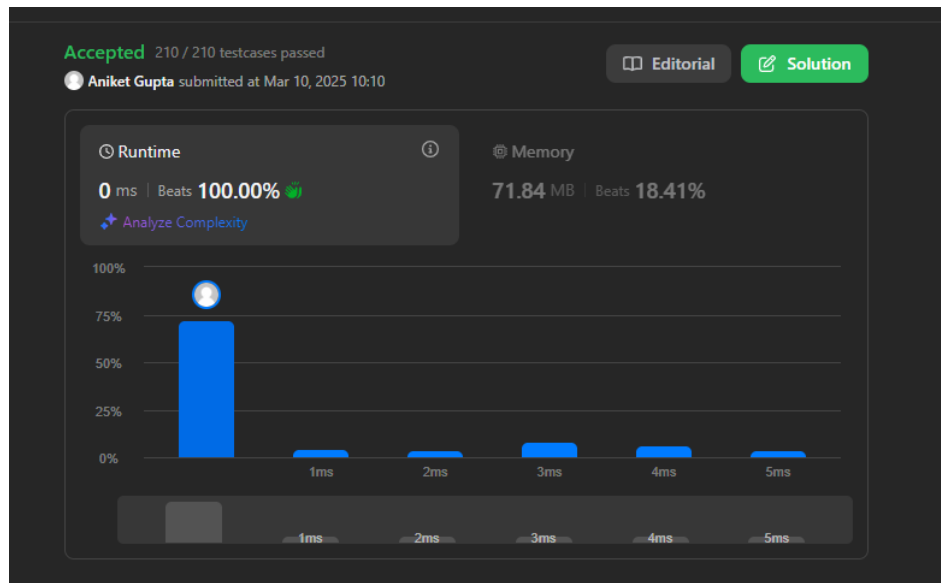 Accepted 210 / 210 testcases passed
Editorial
Solution
Aniket Gupta submitted at Mar 10, 2025 10:10
Runtime
0 ms | Beats 100.00%
Analyze Complexity
Memory
71.84 MB | Beats 18.41%
100%
75%
50%
25%
0%
1ms 2ms 3ms 4ms 5ms
1ms 2ms 3ms 4ms 5ms